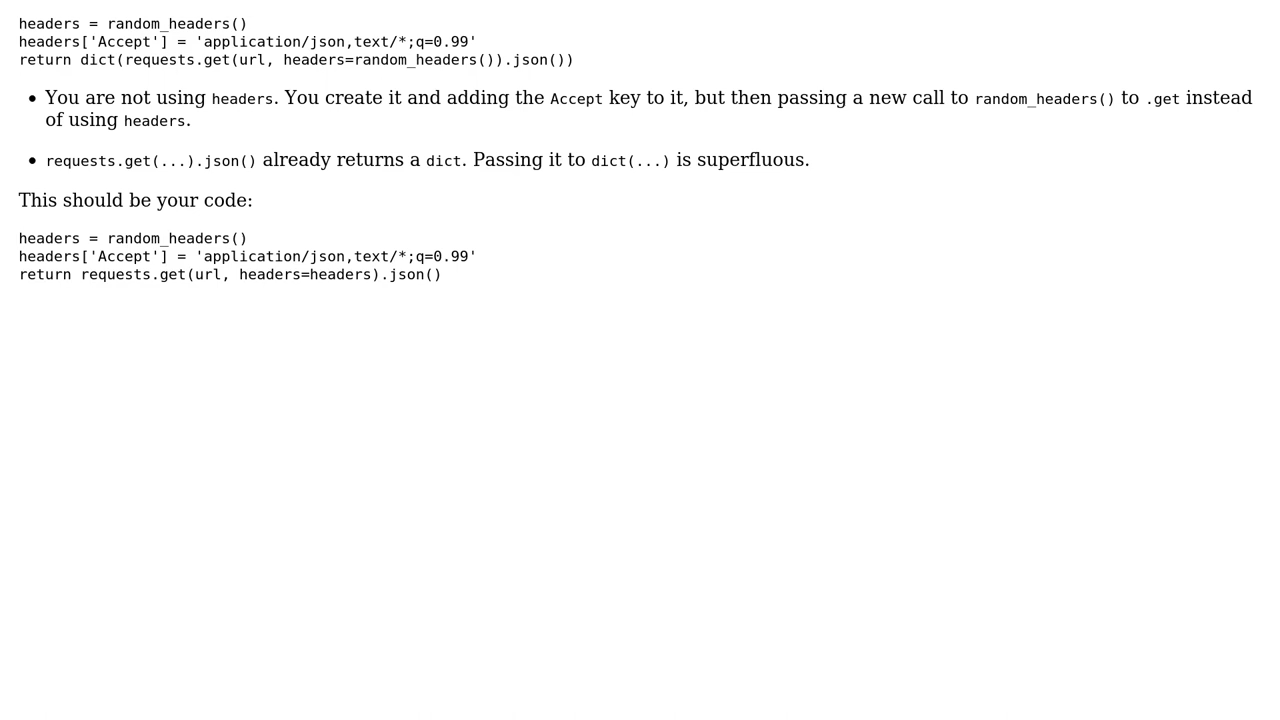 headers = random_headers()
headers['Accept'] = 'application/json,text/*;q=0.99'
return dict(requests.get(url, headers=random_headers()).json())
• You are not using headers. You create it and adding the Accept key to it, but then passing a new call to random_headers() to .get instead
of using headers.
• requests.get(...).json() already returns a dict. Passing it to dict(...) is superfluous.
This should be your code:
headers = random_headers()
headers['Accept'] = 'application/json,text/*;q=0.99'
return requests.get(url, headers=headers).json()